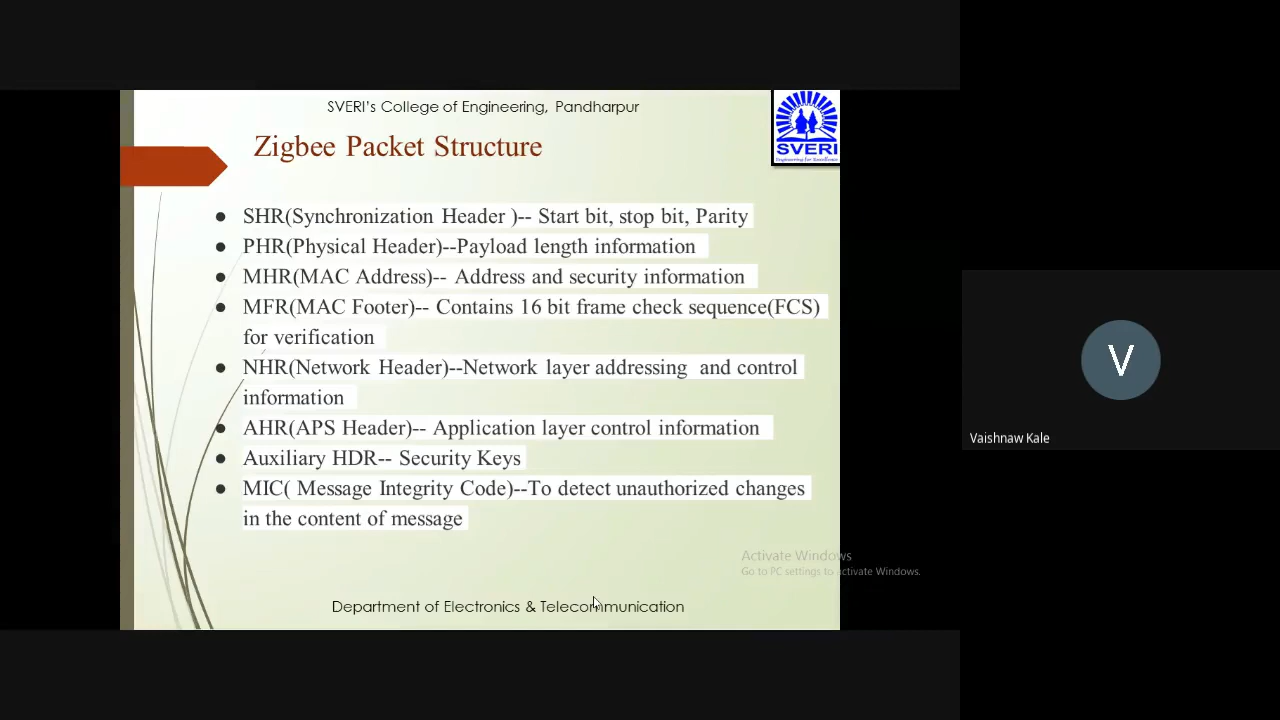 SVERI's College of Engineering, Pandharpur
SVERI
Engineering for Excellence
Zigbee Packet Structure
● SHR(Synchronization Header )-- Start bit, stop bit, Parity
● PHR(Physical Header)--Payload length information
● MHR(MAC Address)-- Address and security information
● MFR(MAC Footer)-- Contains 16 bit frame check sequence(FCS)
for verification
● NHR(Network Header)--Network layer addressing and control
information
● AHR(APS Header)-- Application layer control information
● Auxiliary HDR-- Security Keys
● MIC( Message Integrity Code)--To detect unauthorized changes
in the content of message
Activate Windows
Go to PC settings to activate Windows.
Department of Electronics & Telecommunication
V
Vaishnaw Kale